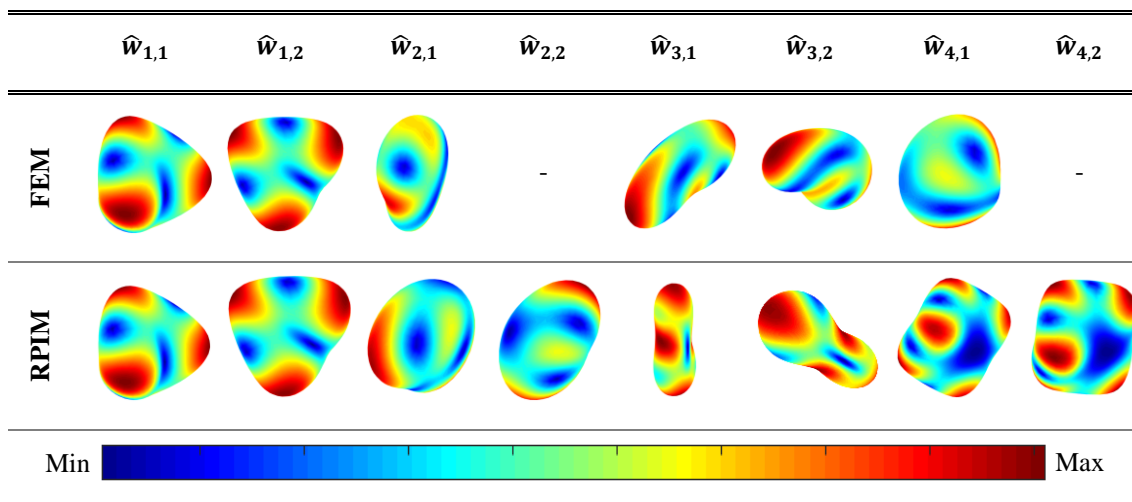 ŵ₁,₁ ŵ₁,₂ ŵ₂,₁ ŵ₂,₂ ŵ₃,₁ ŵ₃,₂ ŵ₄,₁ ŵ₄,₂
FEM - -
RPIM
Min Max